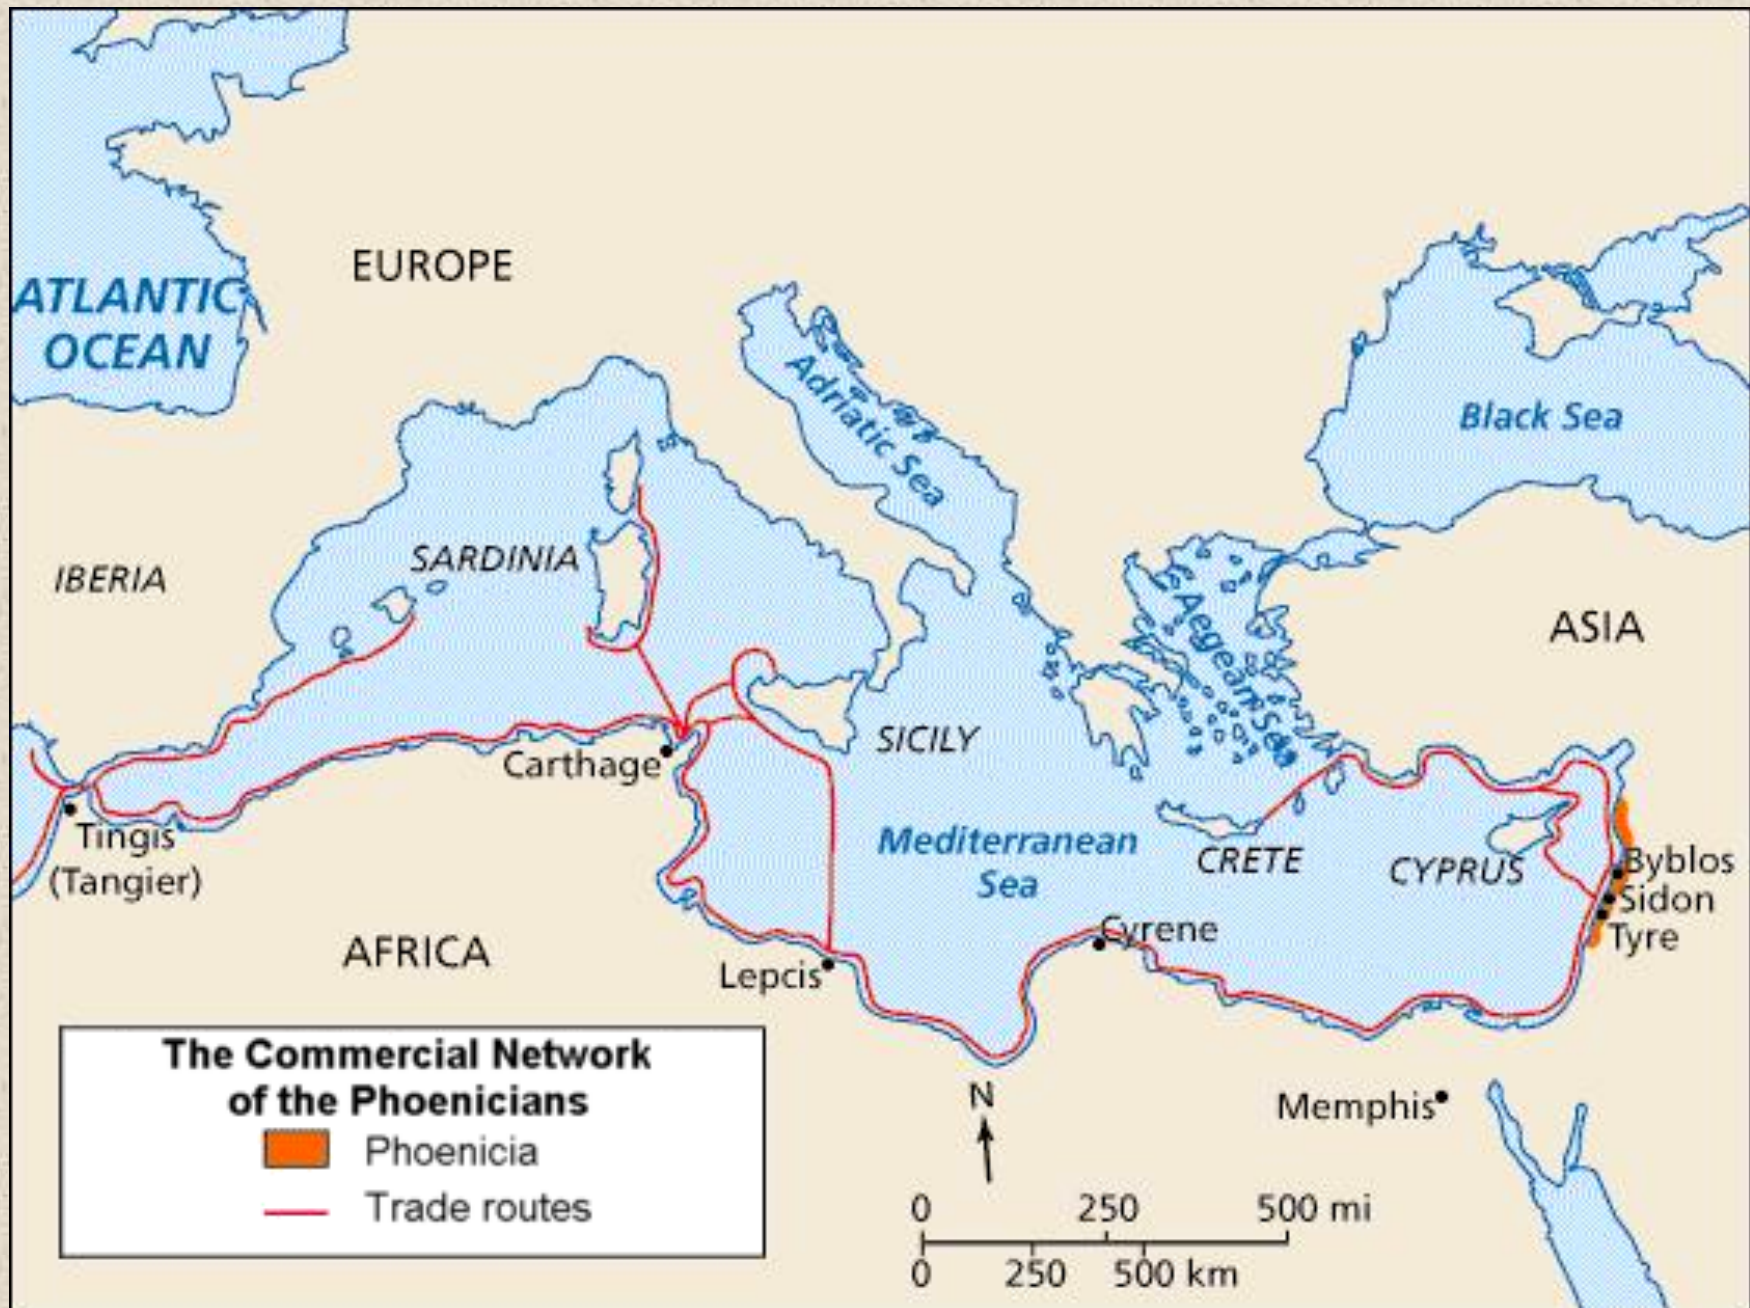 EUROPE
ATLANTIC
OCEAN
Adriatic Sea
Black Sea
IBERIA
SARDINIA
Aegean Sea
ASIA
SICILY
Carthage
Tingis
(Tangier)
Mediterranean
Sea
CRETE
CYPRUS
Byblos
Sidon
Tyre
AFRICA
Cyrene
Lepcis
Memphis
The Commercial Network
of the Phoenicians
Phoenicia
Trade routes
N
0 250 500 mi
0 250 500 km